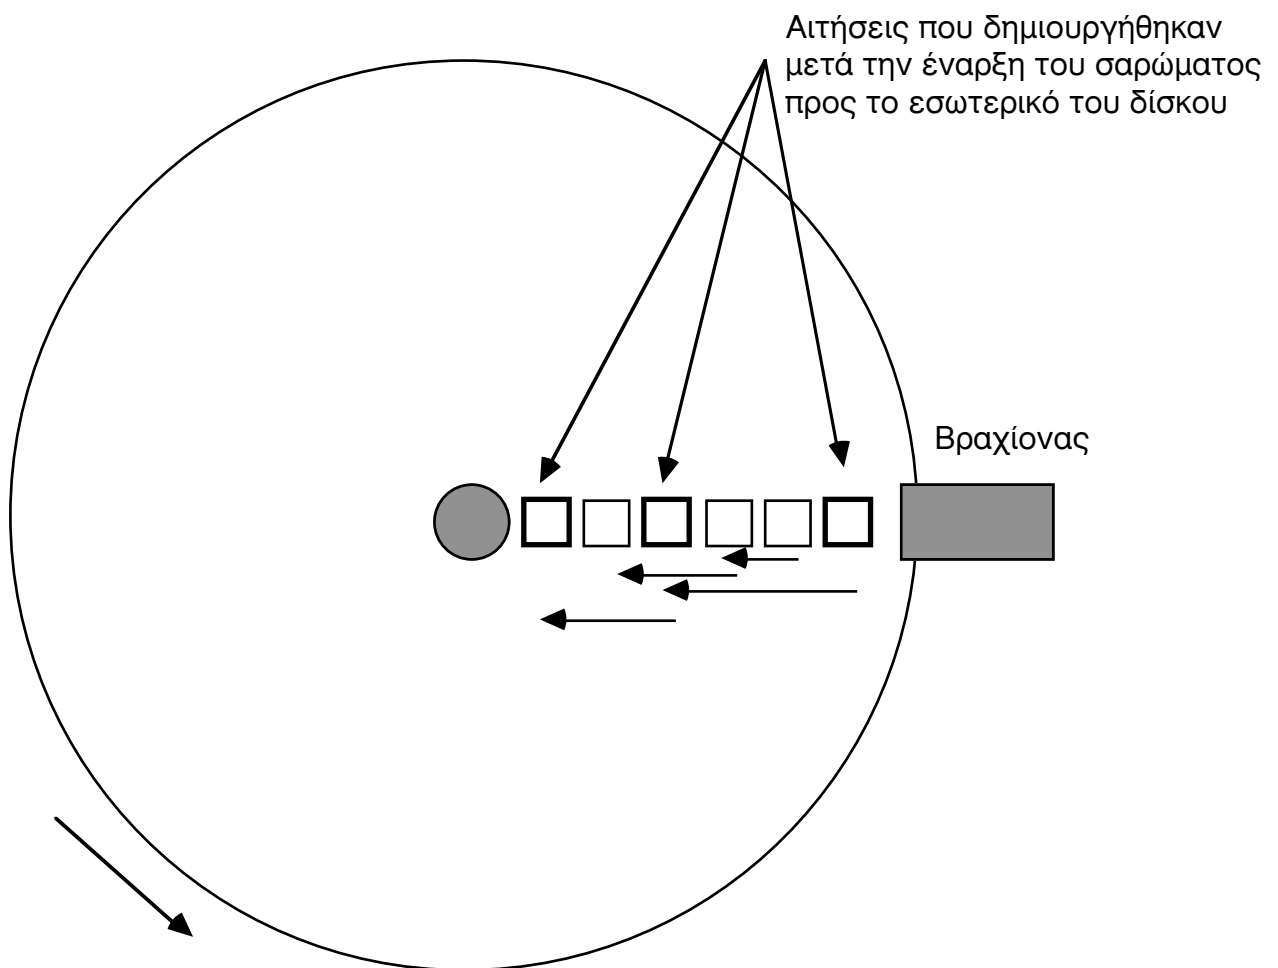 Αιτήσεις που δημιουργήθηκαν
μετά την έναρξη του σαρώματος
προς το εσωτερικό του δίσκου
Βραχίονας